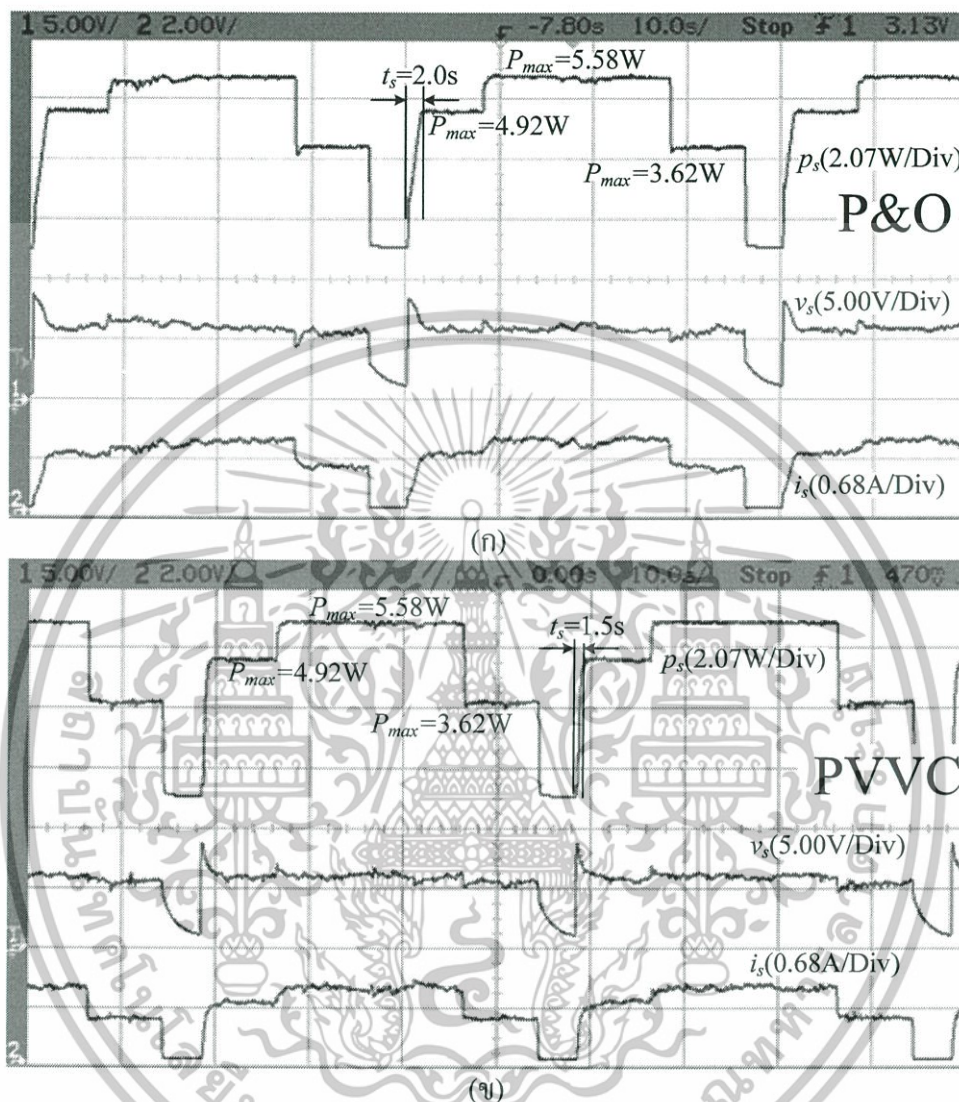 1 5.00V/ 2 2.00V/ -7.80s 10.0s/ Stop 1 3.13V
P_max=5.58W
t_s=2.0s
P_max=4.92W
P_max=3.62W
p_s(2.07W/Div)
P&O
v_s(5.00V/Div)
1
i_s(0.68A/Div)
2
(ก)
1 5.00V/ 2 2.00V/ 0.00s 10.0s/ Stop 1 470
P_max=5.58W
t_s=1.5s
P_max=4.92W
p_s(2.07W/Div)
P_max=3.62W
PVVC
v_s(5.00V/Div)
i_s(0.68A/Div)
2
(ข)